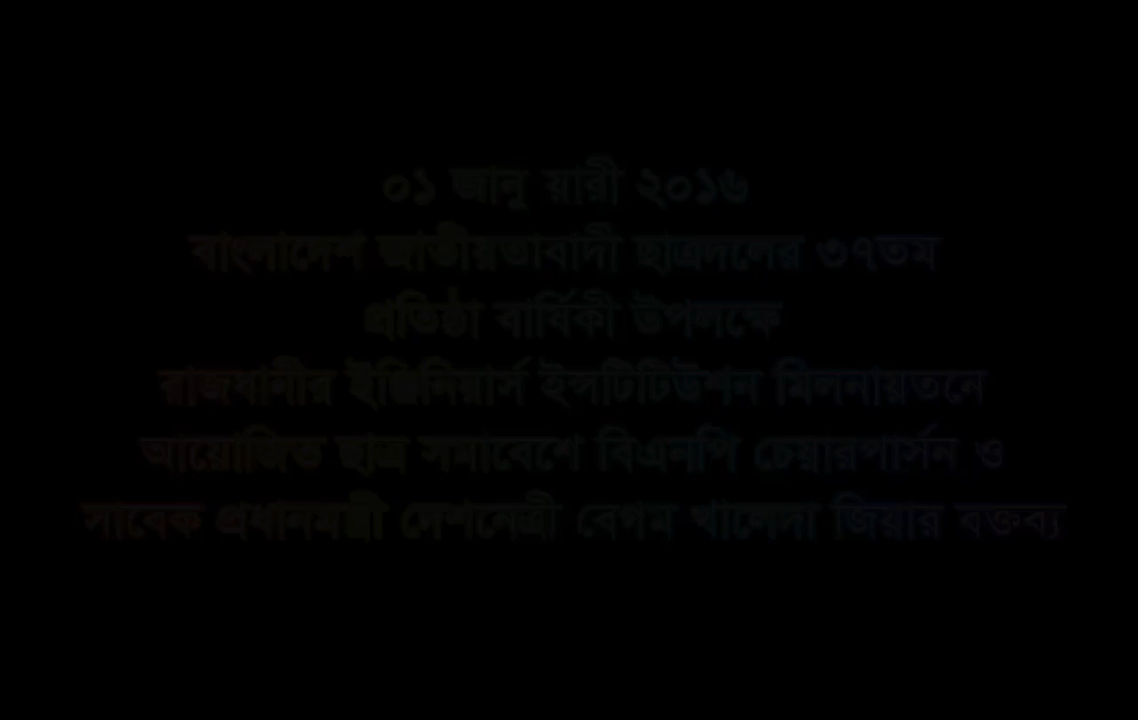 ০১ জানুয়ারী ২০১৬
বাংলাদেশ জাতীয়তাবাদী ছাত্রদলের ৩৭তম
প্রতিষ্ঠা বার্ষিকী উপলক্ষে
রাজধানীর ইঞ্জিনিয়ার্স ইন্সটিটিউশন মিলনায়তনে
আয়োজিত ছাত্র সমাবেশে বিএনপি চেয়ারপার্সন ও
সাবেক প্রধানমন্ত্রী দেশনেত্রী বেগম খালেদা জিয়ার বক্তব্য